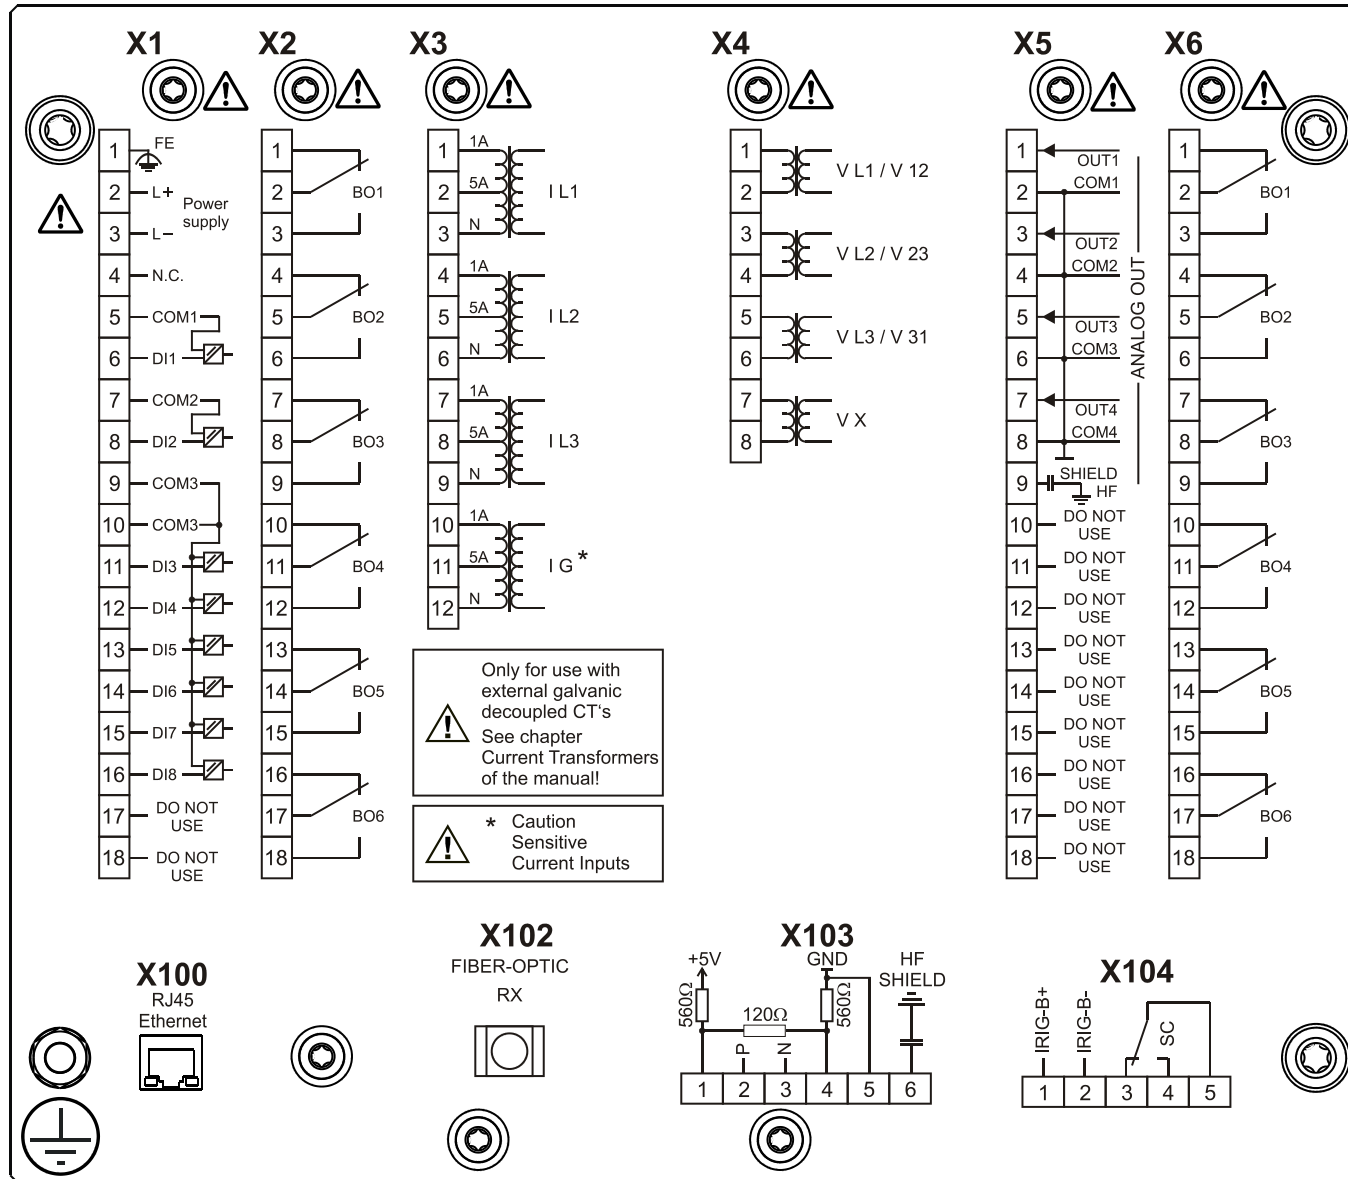 X1
X2
X3
X4
X5
X6
1
FE
2
L+
Power
supply
3
L–
4
N.C.
5
COM1
6
DI1
7
COM2
8
DI2
9
COM3
10
COM3
11
DI3
12
DI4
13
DI5
14
DI6
15
DI7
16
DI8
17
DO NOT
USE
18
DO NOT
USE
1
2
BO1
3
4
5
BO2
6
7
8
BO3
9
10
11
BO4
12
13
14
BO5
15
16
17
BO6
18
1
1A
2
5A
I L1
3
N
4
1A
5
5A
I L2
6
N
7
1A
8
5A
I L3
9
N
10
1A
11
5A
I G *
12
N
Only for use with
external galvanic
decoupled CT‘s
See chapter
Current Transformers
of the manual!
* Caution
Sensitive
Current Inputs
1
V L1 / V 12
2
3
V L2 / V 23
4
5
V L3 / V 31
6
7
V X
8
1
OUT1
2
COM1
3
OUT2
4
COM2
5
OUT3
6
COM3
7
OUT4
8
COM4
ANALOG OUT
9
SHIELD
HF
10
DO NOT
USE
11
DO NOT
USE
12
DO NOT
USE
13
DO NOT
USE
14
DO NOT
USE
15
DO NOT
USE
16
DO NOT
USE
17
DO NOT
USE
18
DO NOT
USE
1
2
BO1
3
4
5
BO2
6
7
8
BO3
9
10
11
BO4
12
13
14
BO5
15
16
17
BO6
18
X100
RJ45
Ethernet
X102
FIBER-OPTIC
RX
X103
+5V
GND
HF
SHIELD
560Ω
120Ω
560Ω
P
N
1 2 3 4 5 6
X104
IRIG-B+
IRIG-B-
SC
1 2 3 4 5